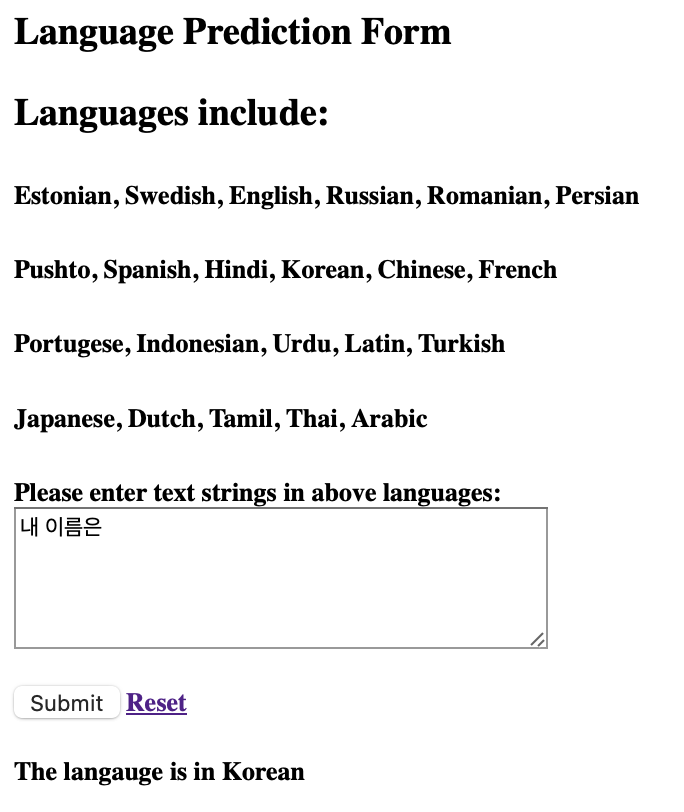 Language Prediction Form
Languages include:
Estonian, Swedish, English, Russian, Romanian, Persian
Pushto, Spanish, Hindi, Korean, Chinese, French
Portugese, Indonesian, Urdu, Latin, Turkish
Japanese, Dutch, Tamil, Thai, Arabic
Please enter text strings in above languages:
내 이름은
Submit Reset
The langauge is in Korean